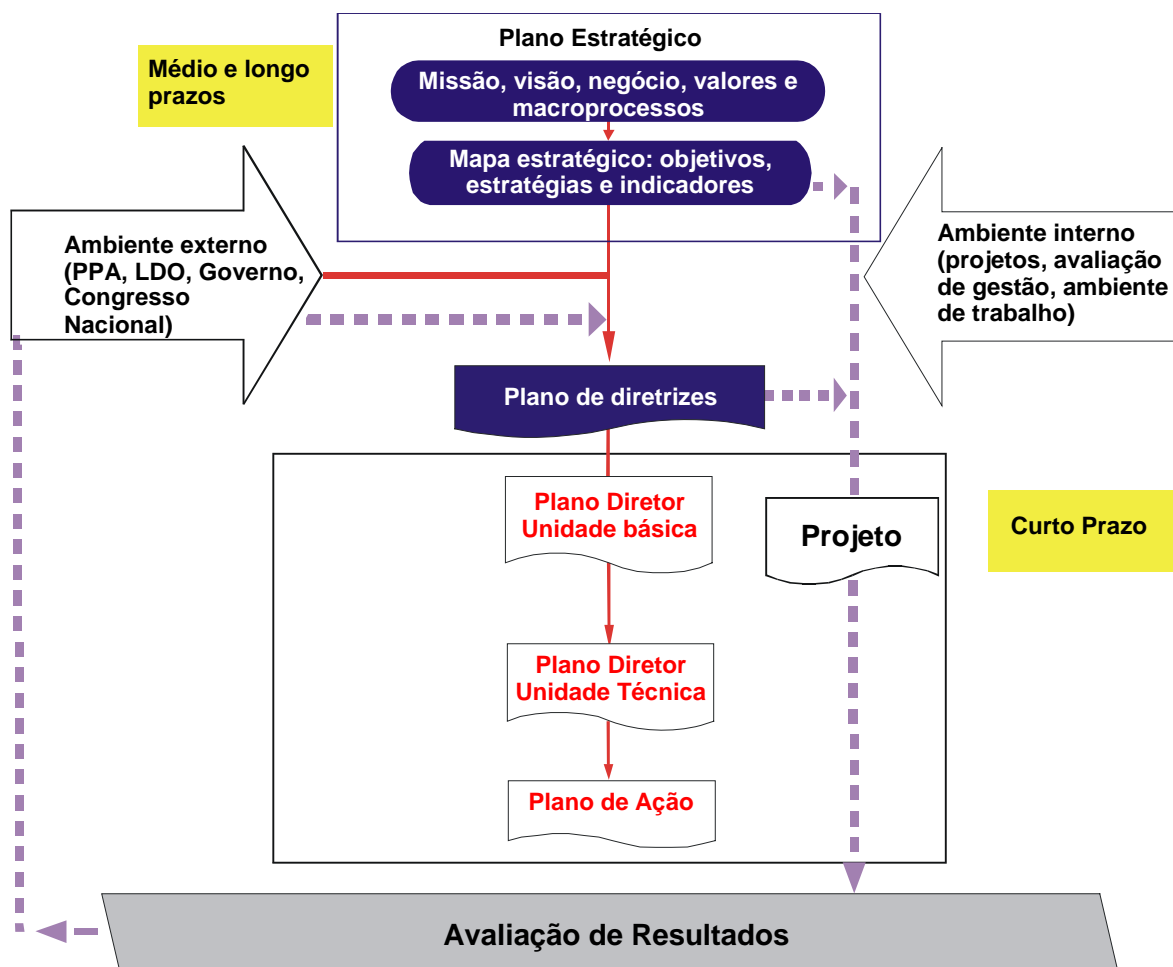 Plano Estratégico
Médio e longo
prazos
Missão, visão, negócio, valores e
macroprocessos
Mapa estratégico: objetivos,
estratégias e indicadores
Ambiente externo
(PPA, LDO, Governo,
Congresso
Nacional)
Ambiente interno
(projetos, avaliação
de gestão, ambiente
de trabalho)
Plano de diretrizes
Plano Diretor
Unidade básica
Projeto
Curto Prazo
Plano Diretor
Unidade Técnica
Plano de Ação
Avaliação de Resultados